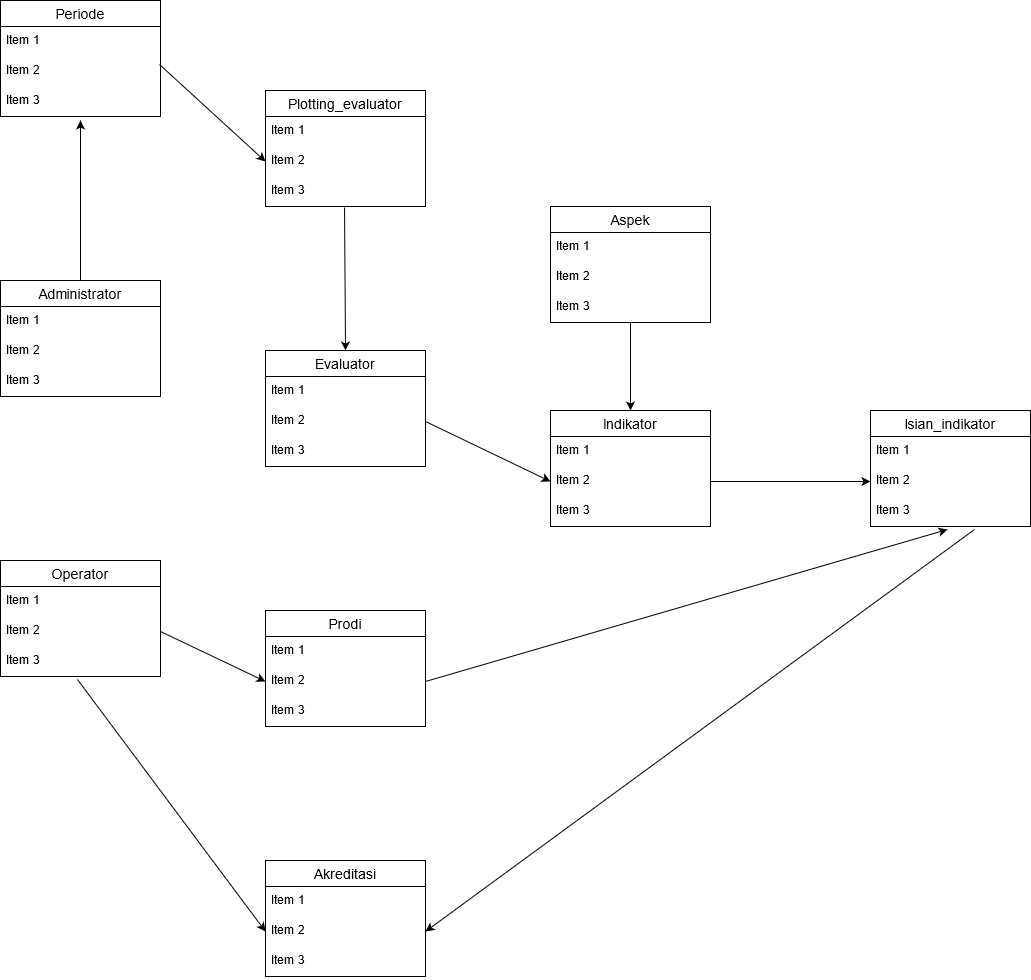 Periode
Item 1
Item 2
Item 3
Plotting_evaluator
Item 1
Item 2
Item 3
Aspek
Item 1
Item 2
Item 3
Administrator
Item 1
Item 2
Item 3
Evaluator
Item 1
Item 2
Item 3
Indikator
Item 1
Item 2
Item 3
Isian_indikator
Item 1
Item 2
Item 3
Operator
Item 1
Item 2
Item 3
Prodi
Item 1
Item 2
Item 3
Akreditasi
Item 1
Item 2
Item 3